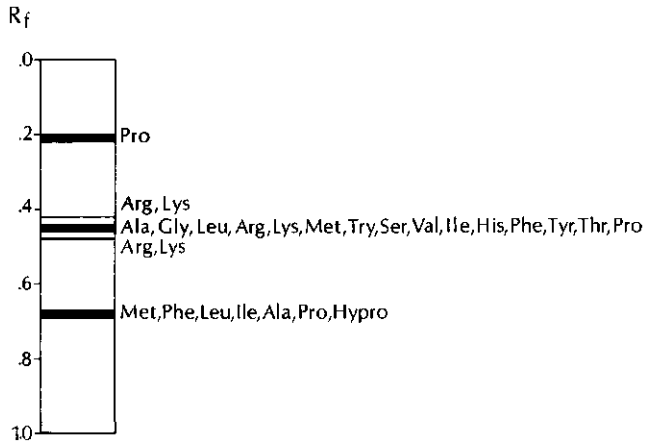 Rf
.0
.2 Pro
Arg,Lys
.4
Ala,Gly,Leu,Arg,Lys,Met,Try,Ser,Val,Ile,His,Phe,Tyr,Thr,Pro
Arg,Lys
.6
Met,Phe,Leu,Ile,Ala,Pro,Hypro
.8
1.0